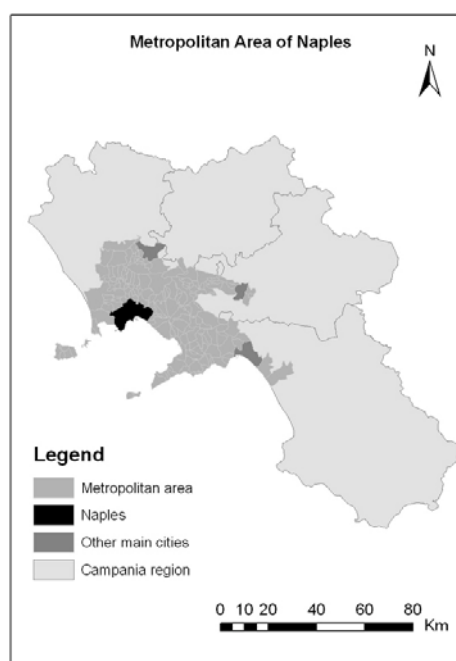 Metropolitan Area of Naples
N
Legend
Metropolitan area
Naples
Other main cities
Campania region
0 10 20 40 60 80
Km